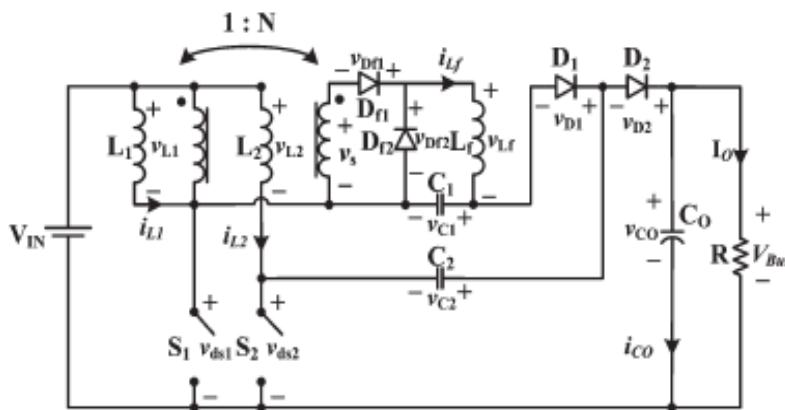 1 : N
D₁ D₂
v_Df1 i_Lf
− + − + − +
D_f1 v_D1 v_D2
+ + + + + +
L₁ v_L1 L₂ v_L2 v_s D_f2 v_Df2 L_f v_Lf I_O
− − − − −
C₁
− v_C1 +
i_L1 i_L2
V_IN
C₂
− v_C2 +
+ C_O +
v_CO R V_Bu
− −
+ +
S₁ v_ds1 S₂ v_ds2
− −
i_CO